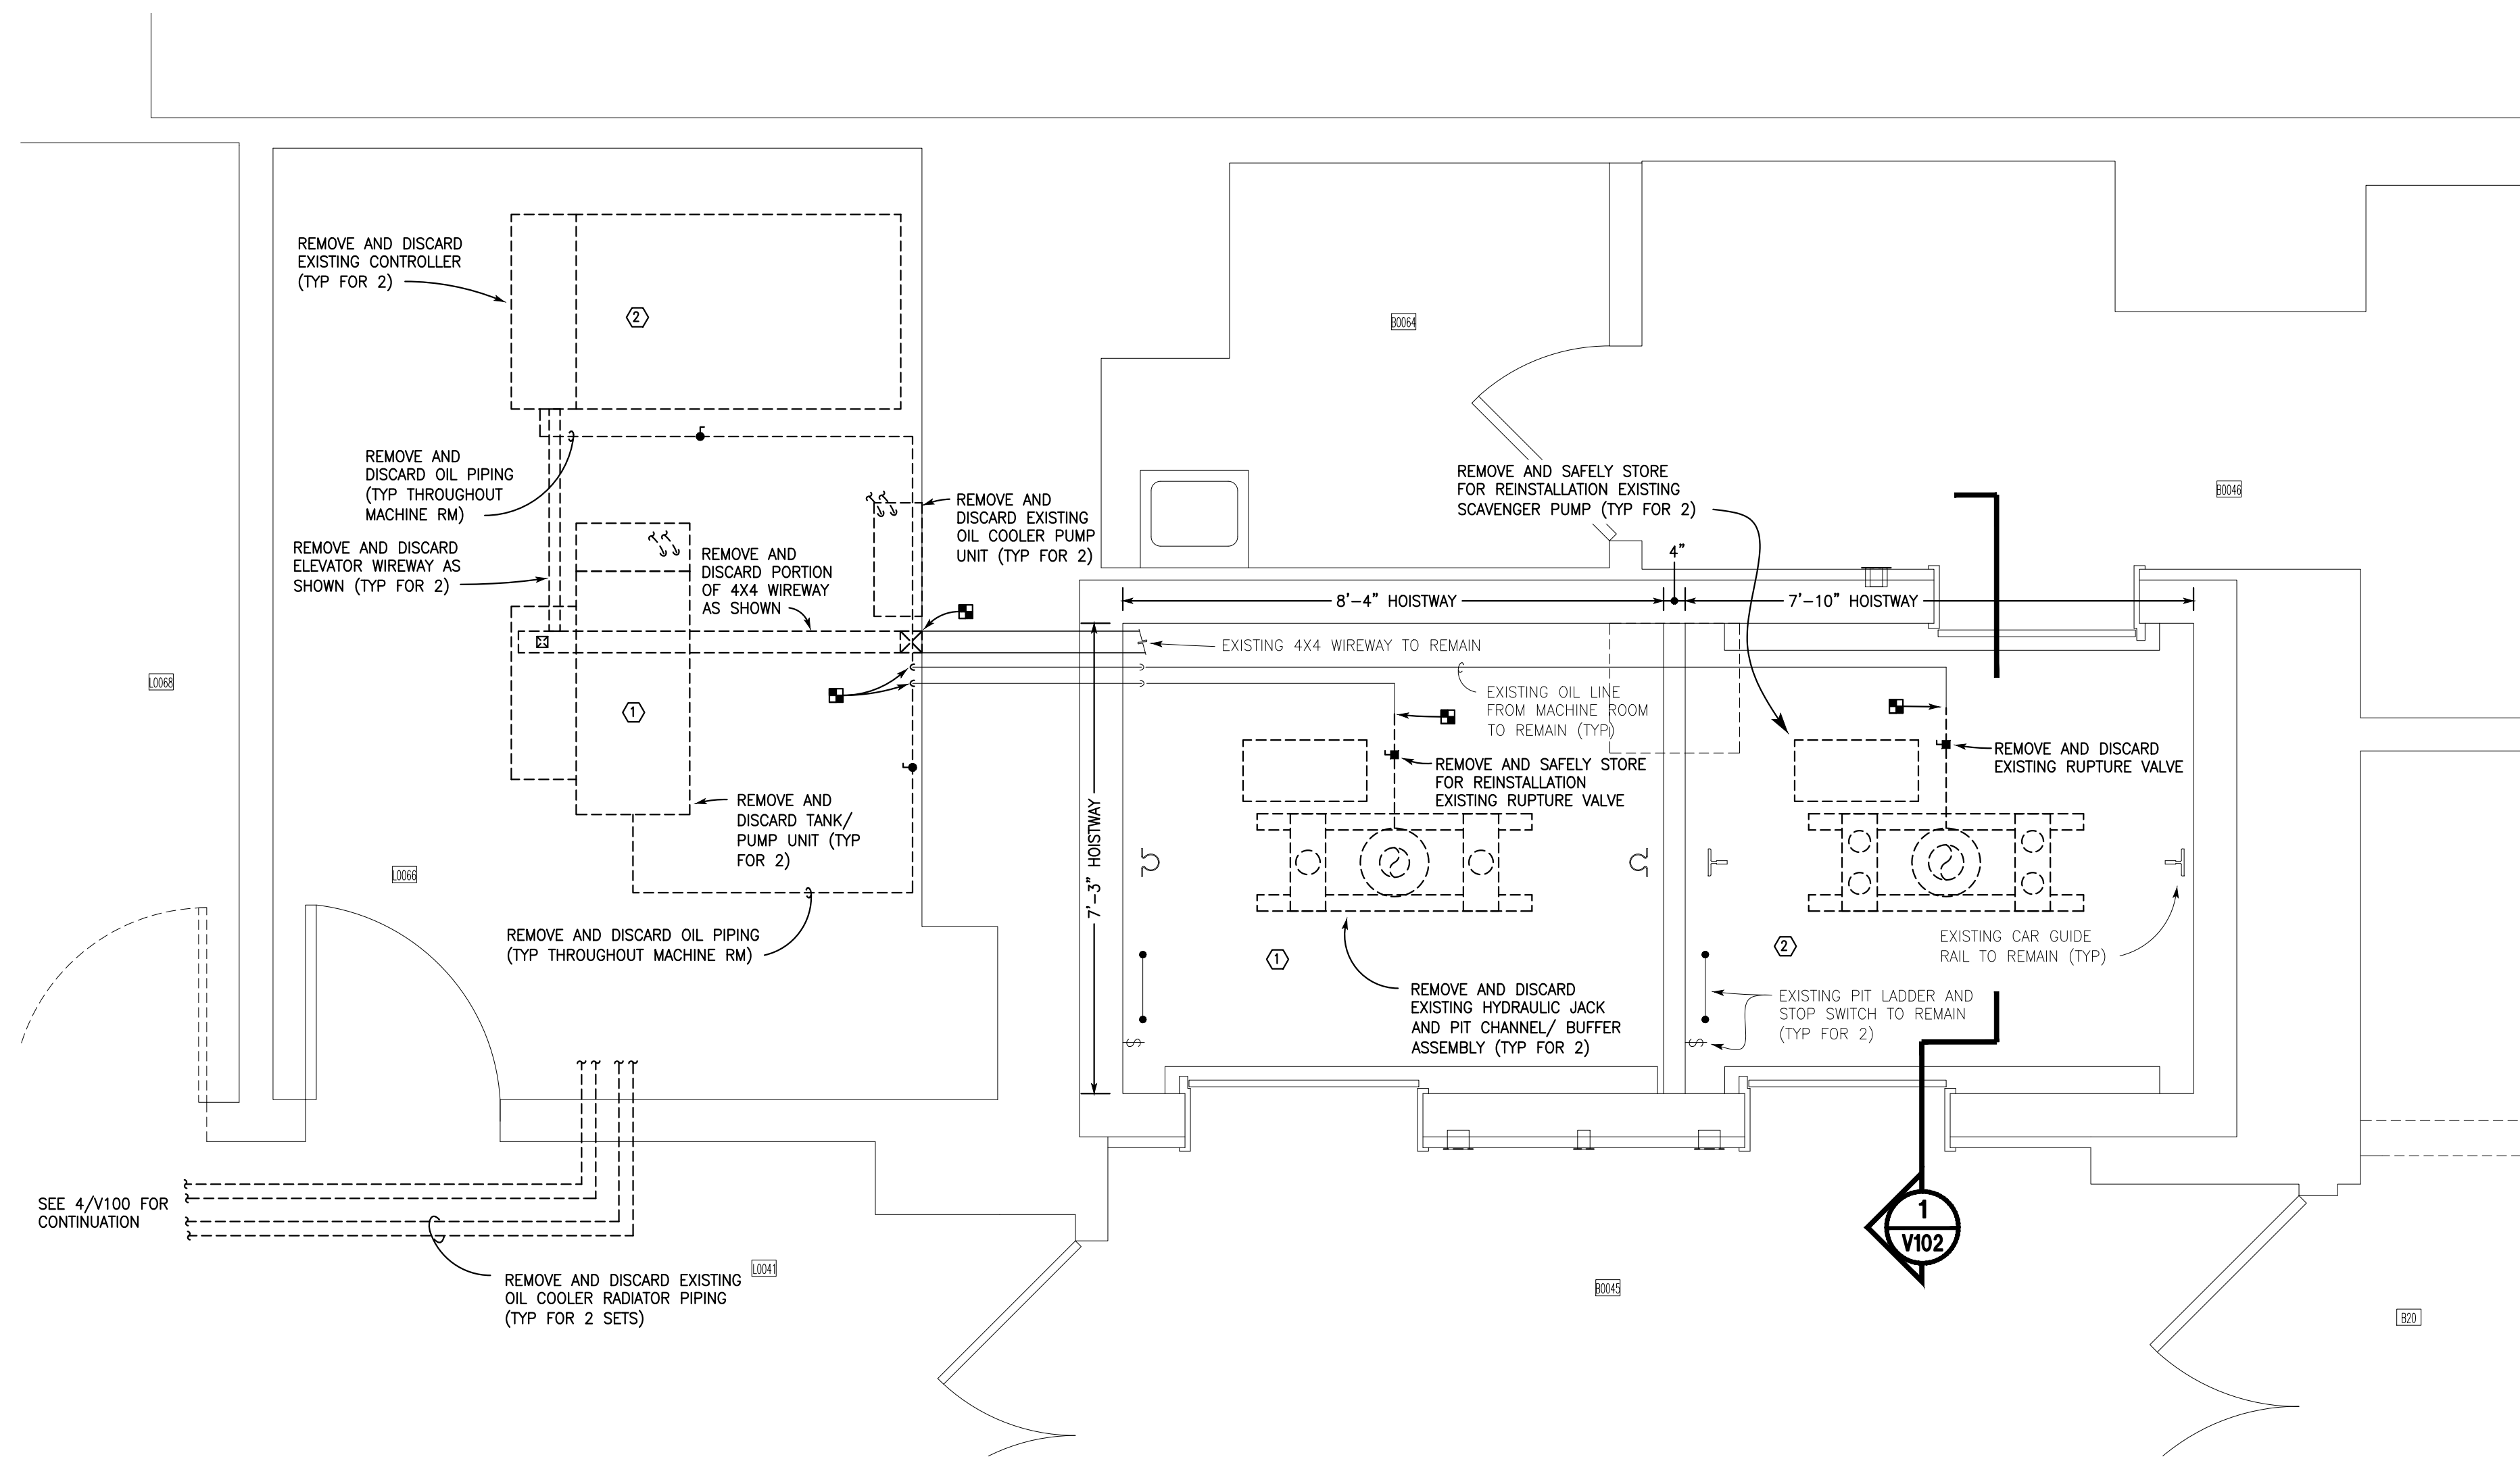 REMOVE AND DISCARD
EXISTING CONTROLLER
(TYP FOR 2)
2
B0064
REMOVE AND
DISCARD OIL PIPING
(TYP THROUGHOUT
MACHINE RM)
REMOVE AND DISCARD
ELEVATOR WIREWAY AS
SHOWN (TYP FOR 2)
REMOVE AND
DISCARD EXISTING
OIL COOLER PUMP
UNIT (TYP FOR 2)
REMOVE AND
DISCARD PORTION
OF 4X4 WIREWAY
AS SHOWN
REMOVE AND SAFELY STORE
FOR REINSTALLATION EXISTING
SCAVENGER PUMP (TYP FOR 2)
B0046
4"
8'-4" HOISTWAY
7'-10" HOISTWAY
EXISTING 4X4 WIREWAY TO REMAIN
L0068
1
EXISTING OIL LINE
FROM MACHINE ROOM
TO REMAIN (TYP)
REMOVE AND SAFELY STORE
FOR REINSTALLATION
EXISTING RUPTURE VALVE
REMOVE AND DISCARD
EXISTING RUPTURE VALVE
REMOVE AND
DISCARD TANK/
PUMP UNIT (TYP
FOR 2)
7'-3" HOISTWAY
L0066
REMOVE AND DISCARD OIL PIPING
(TYP THROUGHOUT MACHINE RM)
1
2
EXISTING CAR GUIDE
RAIL TO REMAIN (TYP)
REMOVE AND DISCARD
EXISTING HYDRAULIC JACK
AND PIT CHANNEL/ BUFFER
ASSEMBLY (TYP FOR 2)
S
S
EXISTING PIT LADDER AND
STOP SWITCH TO REMAIN
(TYP FOR 2)
SEE 4/V100 FOR
CONTINUATION
1
V102
L0041
REMOVE AND DISCARD EXISTING
OIL COOLER RADIATOR PIPING
(TYP FOR 2 SETS)
B0045
B20